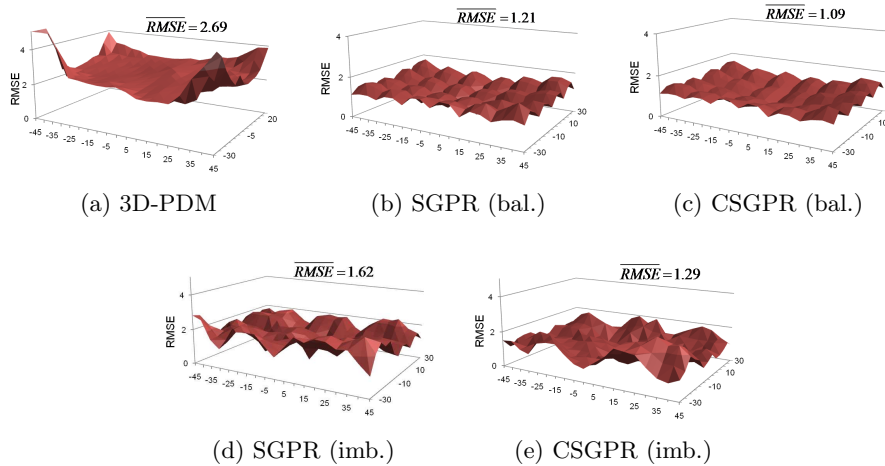 RMSE = 2.69
RMSE = 1.21
RMSE = 1.09
RMSE
4
2
0
-45 -35 -25 -15 -5 5 15 25 35 45
-30 -5 20
RMSE
4
2
0
-45 -35 -25 -15 -5 5 15 25 35 45
-30 -10 10 30
RMSE
4
2
0
-45 -35 -25 -15 -5 5 15 25 35 45
-30 -10 10 30
(a) 3D-PDM
(b) SGPR (bal.)
(c) CSGPR (bal.)
RMSE = 1.62
RMSE = 1.29
RMSE
4
2
0
-45 -35 -25 -15 -5 5 15 25 35 45
-30 -10 10 30
RMSE
4
2
0
-45 -35 -25 -15 -5 5 15 25 35 45
-30 -10 10 30
(d) SGPR (imb.)
(e) CSGPR (imb.)